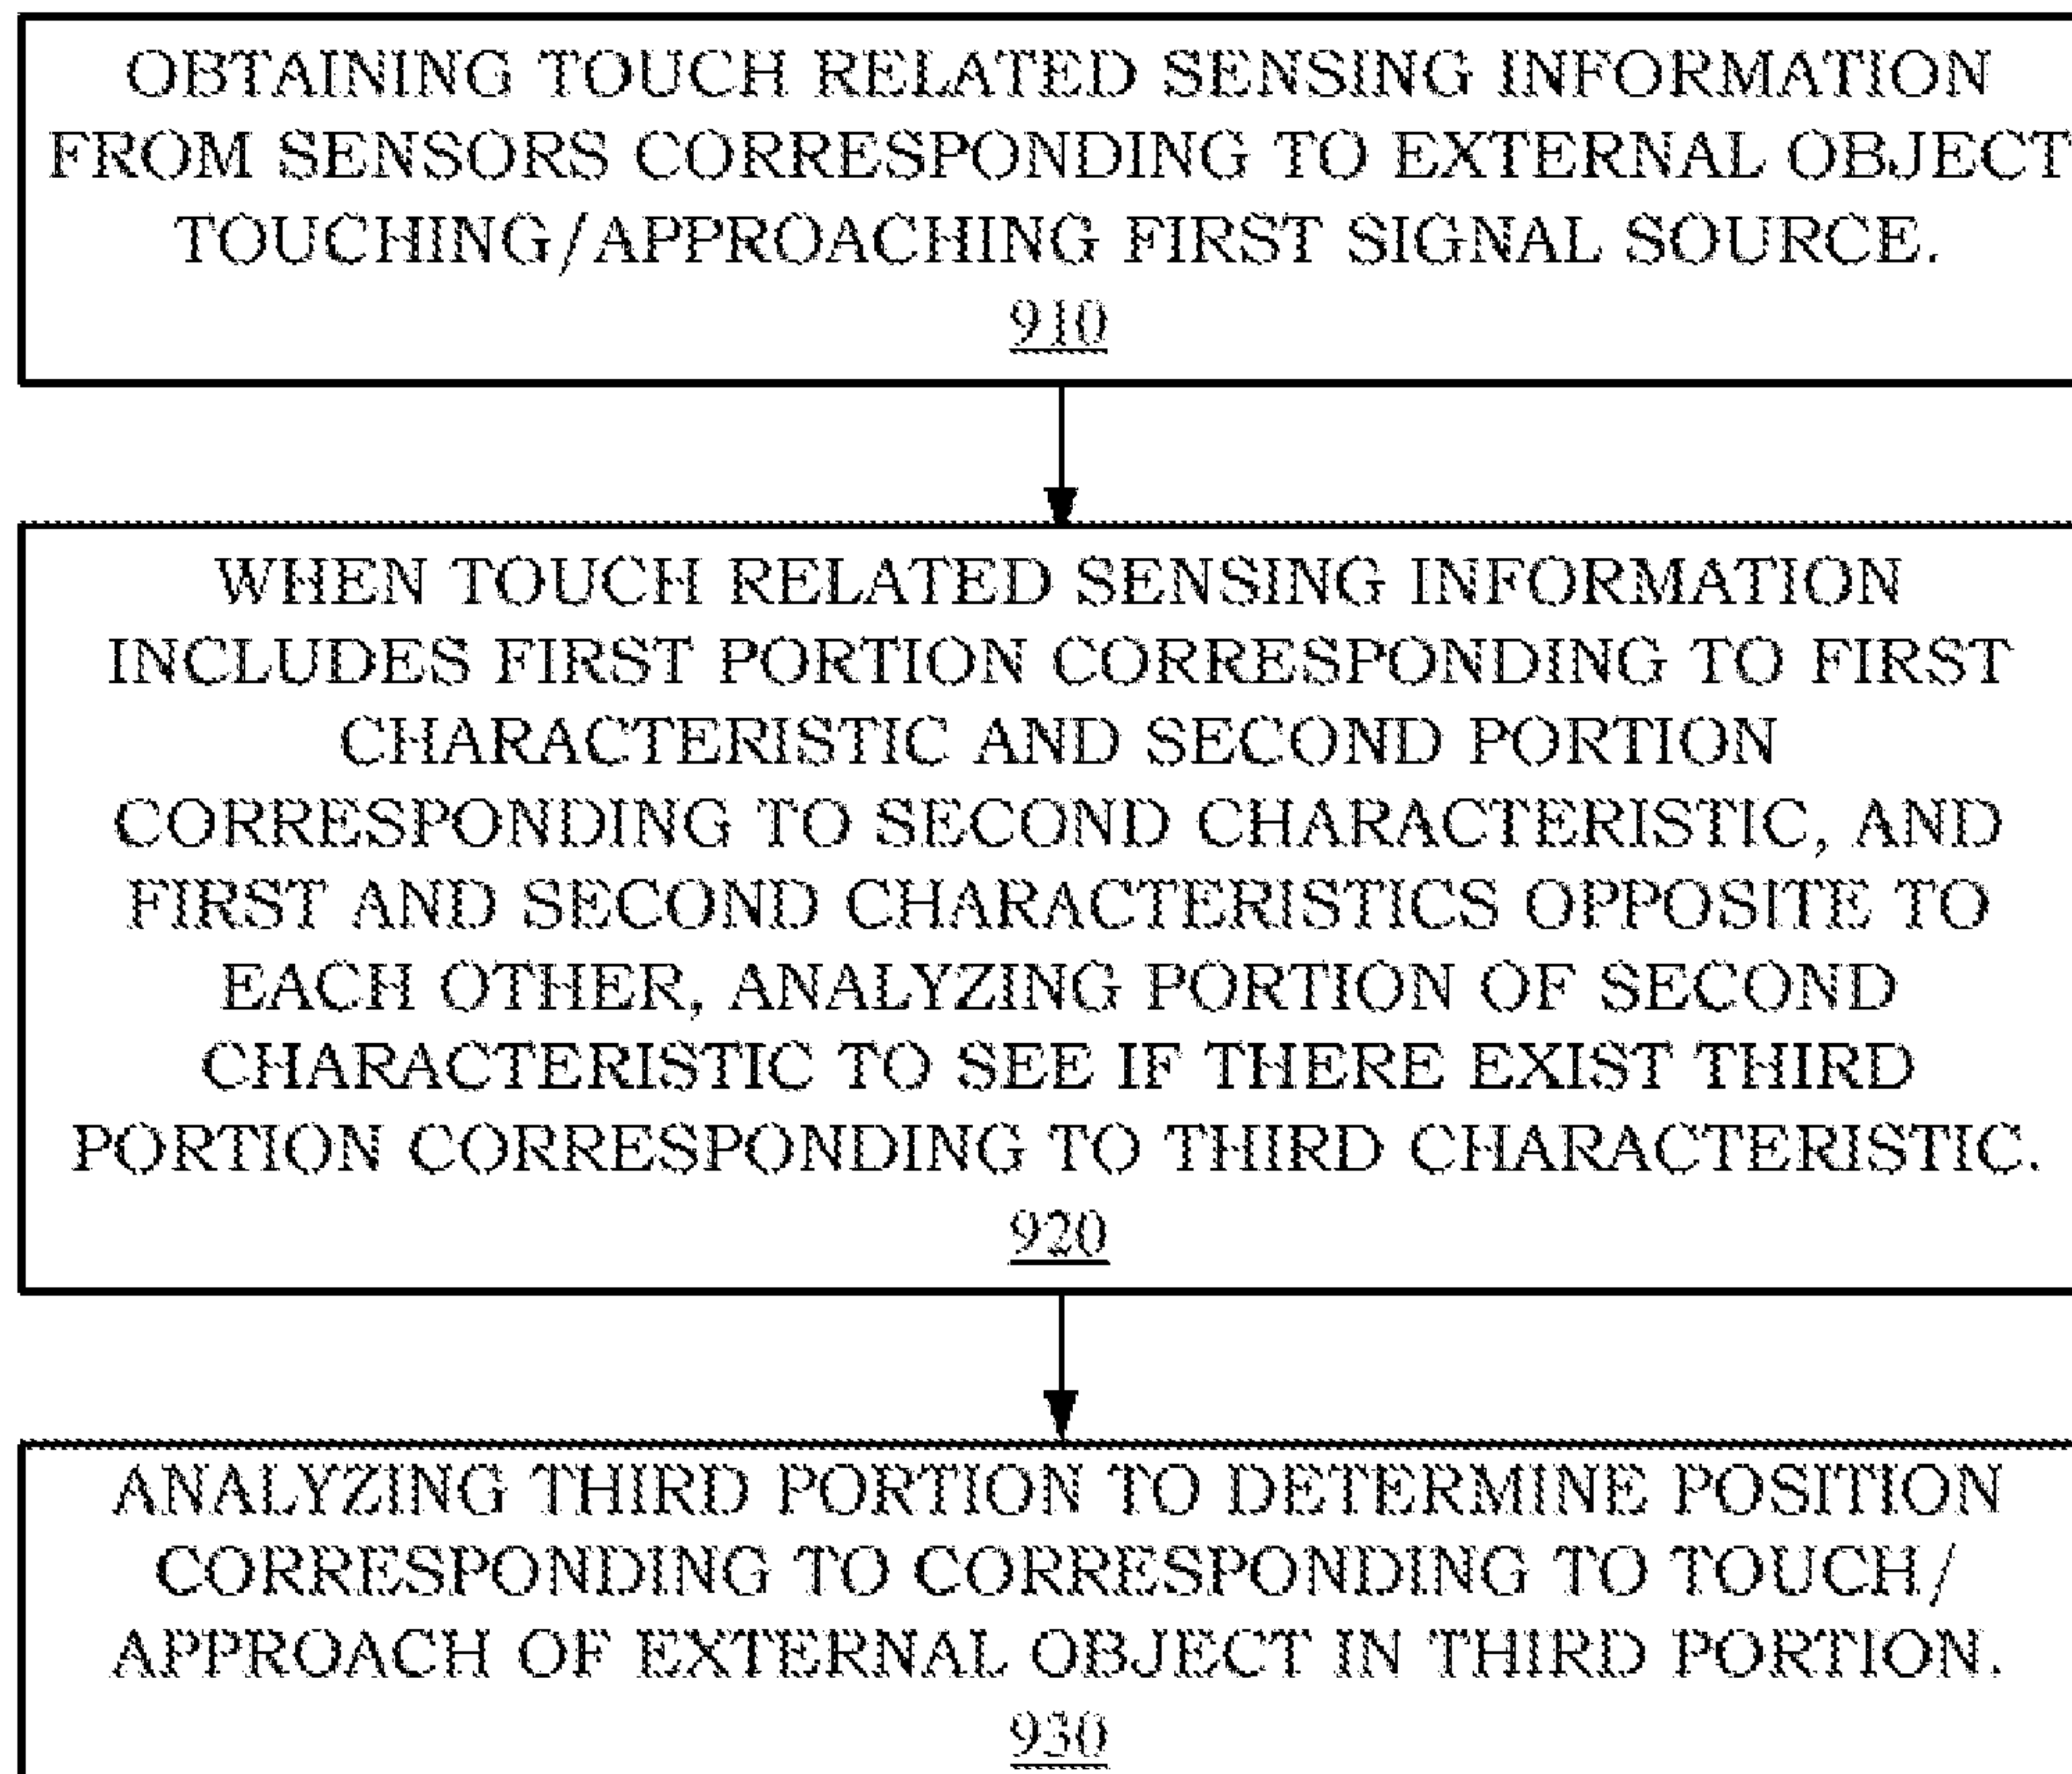 OBTAINING TOUCH RELATED SENSING INFORMATION
FROM SENSORS CORRESPONDING TO EXTERNAL OBJECT
TOUCHING/APPROACHING FIRST SIGNAL SOURCE.
910
WHEN TOUCH RELATED SENSING INFORMATION
INCLUDES FIRST PORTION CORRESPONDING TO FIRST
CHARACTERISTIC AND SECOND PORTION
CORRESPONDING TO SECOND CHARACTERISTIC, AND
FIRST AND SECOND CHARACTERISTICS OPPOSITE TO
EACH OTHER, ANALYZING PORTION OF SECOND
CHARACTERISTIC TO SEE IF THERE EXIST THIRD
PORTION CORRESPONDING TO THIRD CHARACTERISTIC.
920
ANALYZING THIRD PORTION TO DETERMINE POSITION
CORRESPONDING TO CORRESPONDING TO TOUCH/
APPROACH OF EXTERNAL OBJECT IN THIRD PORTION.
930